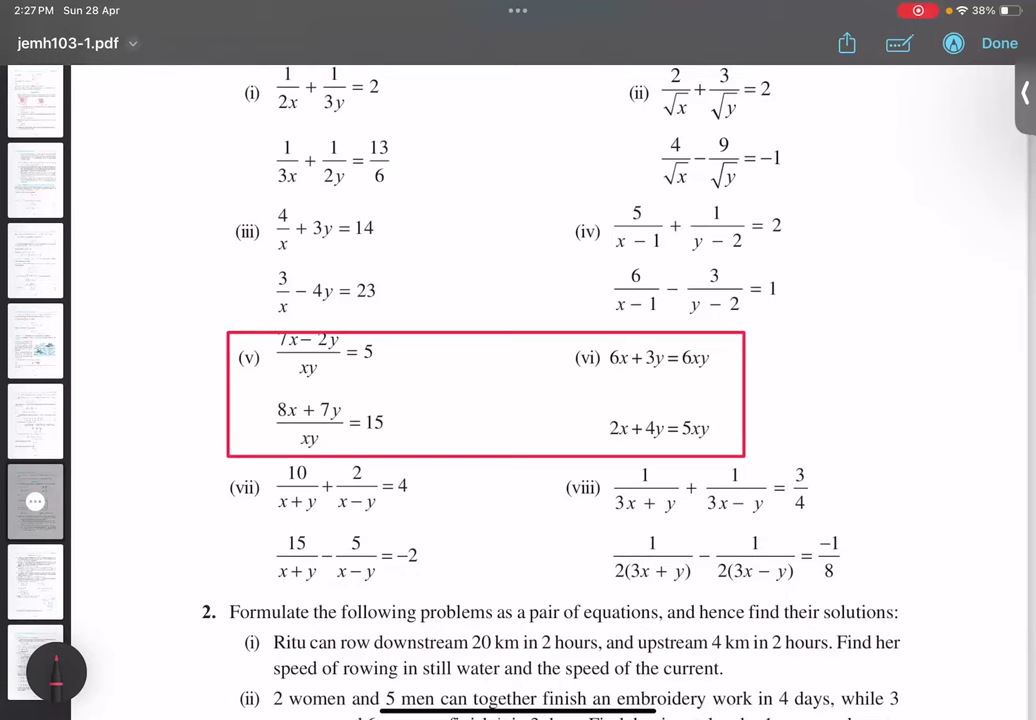 2:27 PM Sun 28 Apr
38%
jemh103-1.pdf
Done
(i) 1/2x + 1/3y = 2
(ii) 2/√x + 3/√y = 2
1/3x + 1/2y = 13/6
4/√x − 9/√y = −1
(iii) 4/x + 3y = 14
(iv) 5/(x − 1) + 1/(y − 2) = 2
3/x − 4y = 23
6/(x − 1) − 3/(y − 2) = 1
(v) (7x − 2y)/xy = 5
(vi) 6x + 3y = 6xy
(8x + 7y)/xy = 15
2x + 4y = 5xy
(vii) 10/(x + y) + 2/(x − y) = 4
(viii) 1/(3x + y) + 1/(3x − y) = 3/4
15/(x + y) − 5/(x − y) = −2
1/2(3x + y) − 1/2(3x − y) = −1/8
2. Formulate the following problems as a pair of equations, and hence find their solutions:
(i) Ritu can row downstream 20 km in 2 hours, and upstream 4 km in 2 hours. Find her
speed of rowing in still water and the speed of the current.
(ii) 2 women and 5 men can together finish an embroidery work in 4 days, while 3